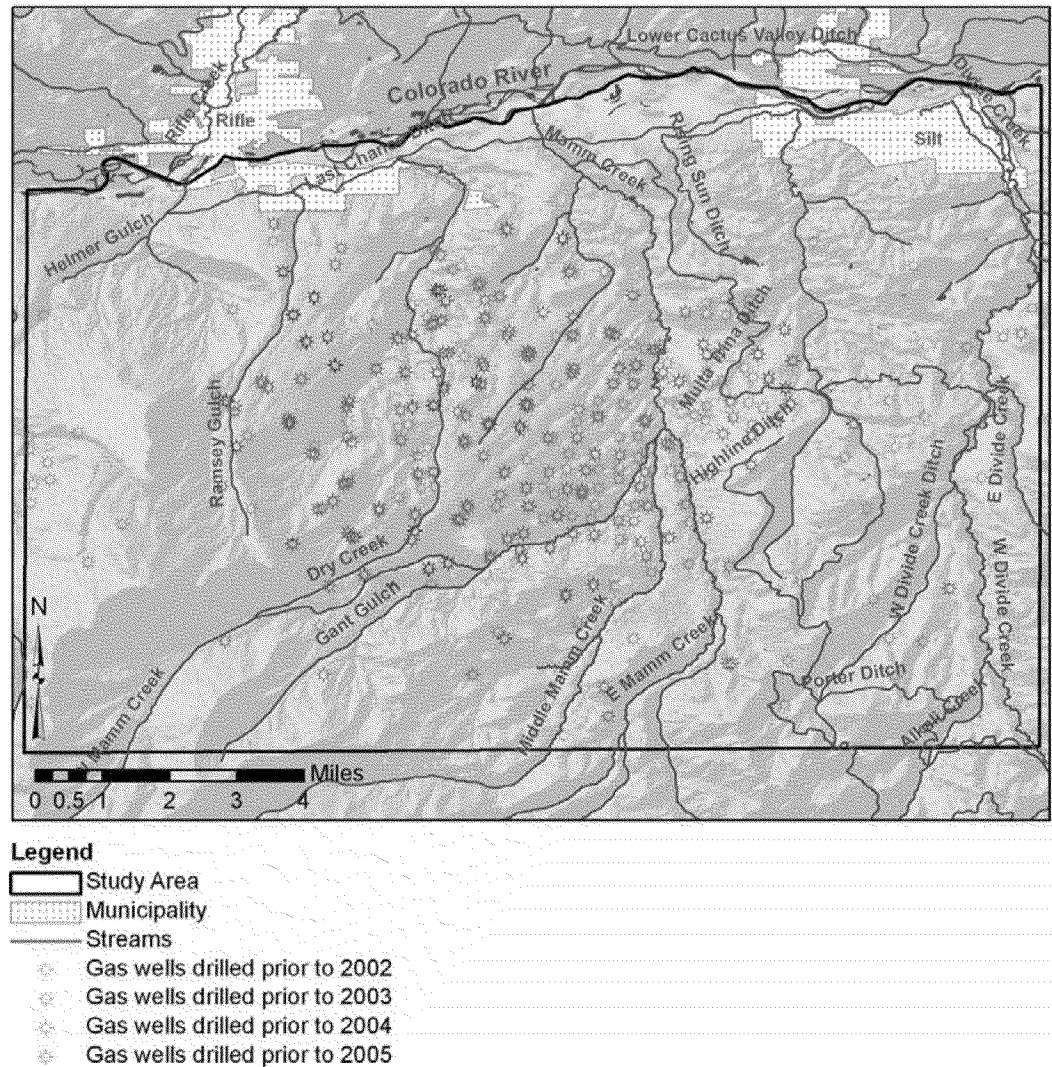 Lower Cactus Valley Ditch
Colorado River
Divide Creek
Rifle Creek
Rifle
Last Chance Ditch
Silt
Mamm Creek
Rising Sun Ditch
Helmer Gulch
Multa Trina Ditch
Ramsey Gulch
Highline Ditch
E Divide Creek
W Divide Creek Ditch
Dry Creek
Gant Gulch
W Divide Creek
N
Middle Mamm Creek
E Mamm Creek
Porter Ditch
W Mamm Creek
Alkali Creek
Miles
0 0.5 1 2 3 4
Legend
Study Area
Municipality
Streams
Gas wells drilled prior to 2002
Gas wells drilled prior to 2003
Gas wells drilled prior to 2004
Gas wells drilled prior to 2005